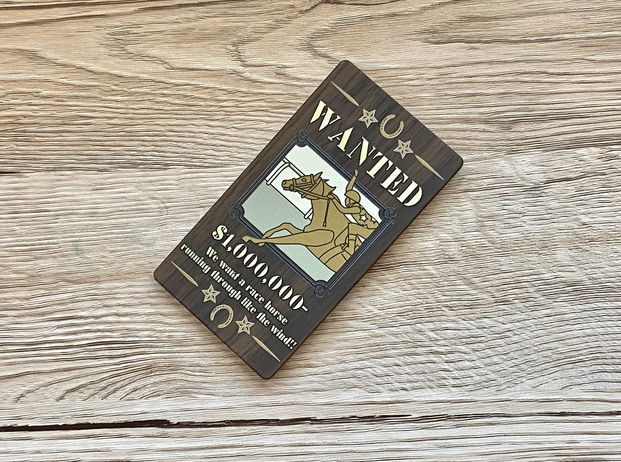 WANTED
$1,000,000-
We want a race horse
running through like the wind!!